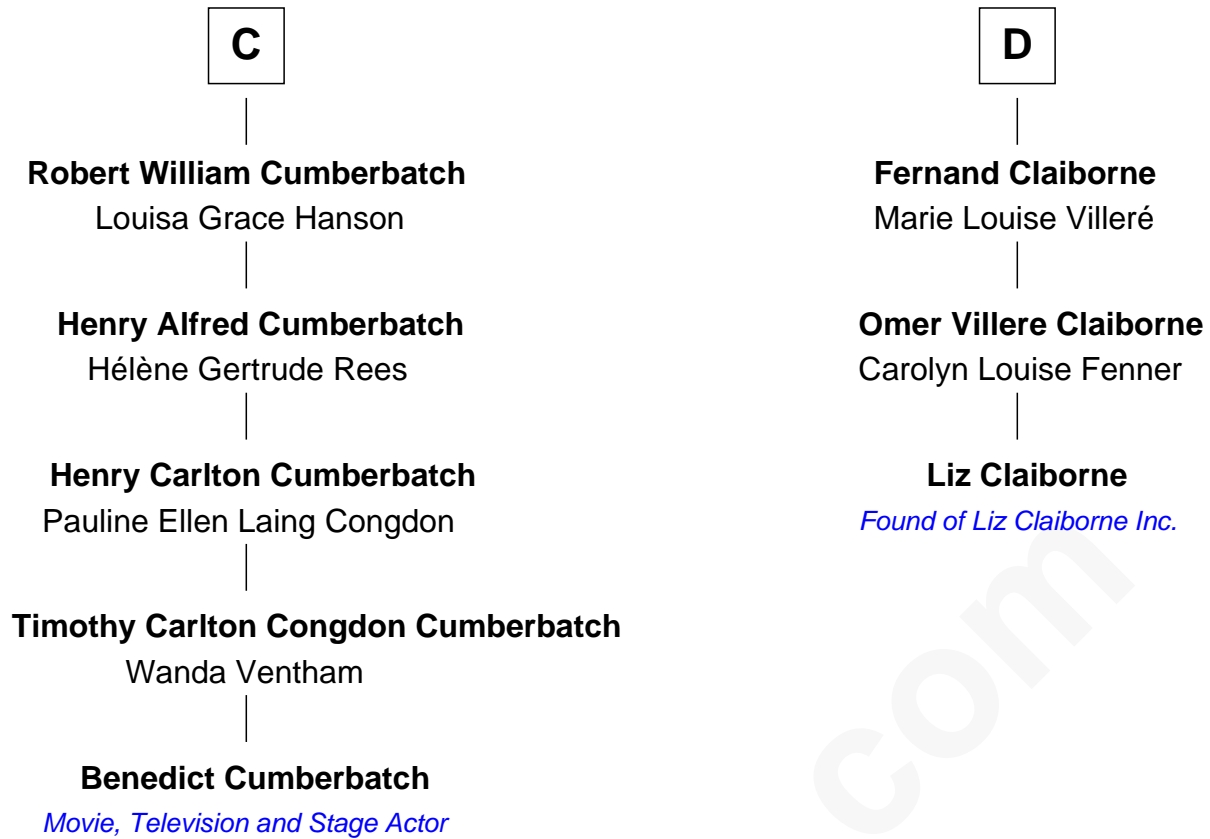 C
Robert William Cumberbatch
Louisa Grace Hanson
Henry Alfred Cumberbatch
Hélène Gertrude Rees
Henry Carlton Cumberbatch
Pauline Ellen Laing Congdon
Timothy Carlton Congdon Cumberbatch
Wanda Ventham
Benedict Cumberbatch
Movie, Television and Stage Actor
D
Fernand Claiborne
Marie Louise Villeré
Omer Villere Claiborne
Carolyn Louise Fenner
Liz Claiborne
Found of Liz Claiborne Inc.
com